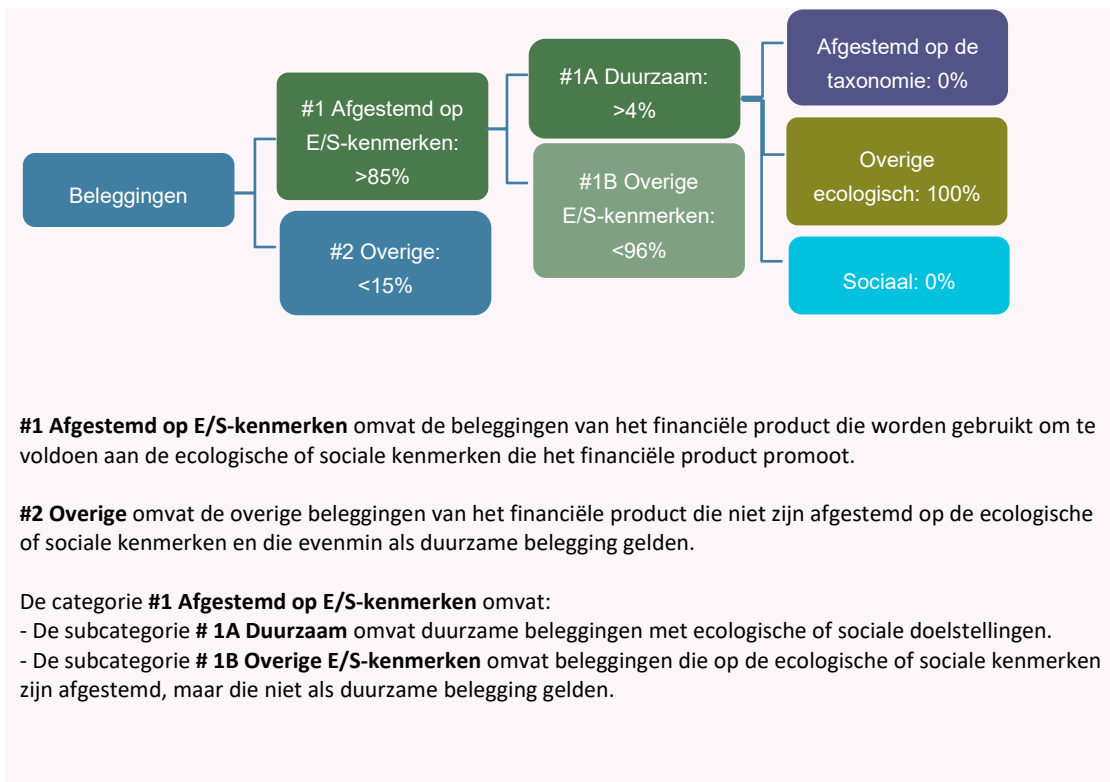 Beleggingen
#1 Afgestemd op
E/S-kenmerken:
>85%
#2 Overige:
<15%
#1A Duurzaam:
>4%
#1B Overige
E/S-kenmerken:
<96%
Afgestemd op de
taxonomie: 0%
Overige
ecologisch: 100%
Sociaal: 0%
#1 Afgestemd op E/S-kenmerken omvat de beleggingen van het financiële product die worden gebruikt om te
voldoen aan de ecologische of sociale kenmerken die het financiële product promoot.
#2 Overige omvat de overige beleggingen van het financiële product die niet zijn afgestemd op de ecologische
of sociale kenmerken en die evenmin als duurzame belegging gelden.
De categorie #1 Afgestemd op E/S-kenmerken omvat:
- De subcategorie # 1A Duurzaam omvat duurzame beleggingen met ecologische of sociale doelstellingen.
- De subcategorie # 1B Overige E/S-kenmerken omvat beleggingen die op de ecologische of sociale kenmerken
zijn afgestemd, maar die niet als duurzame belegging gelden.